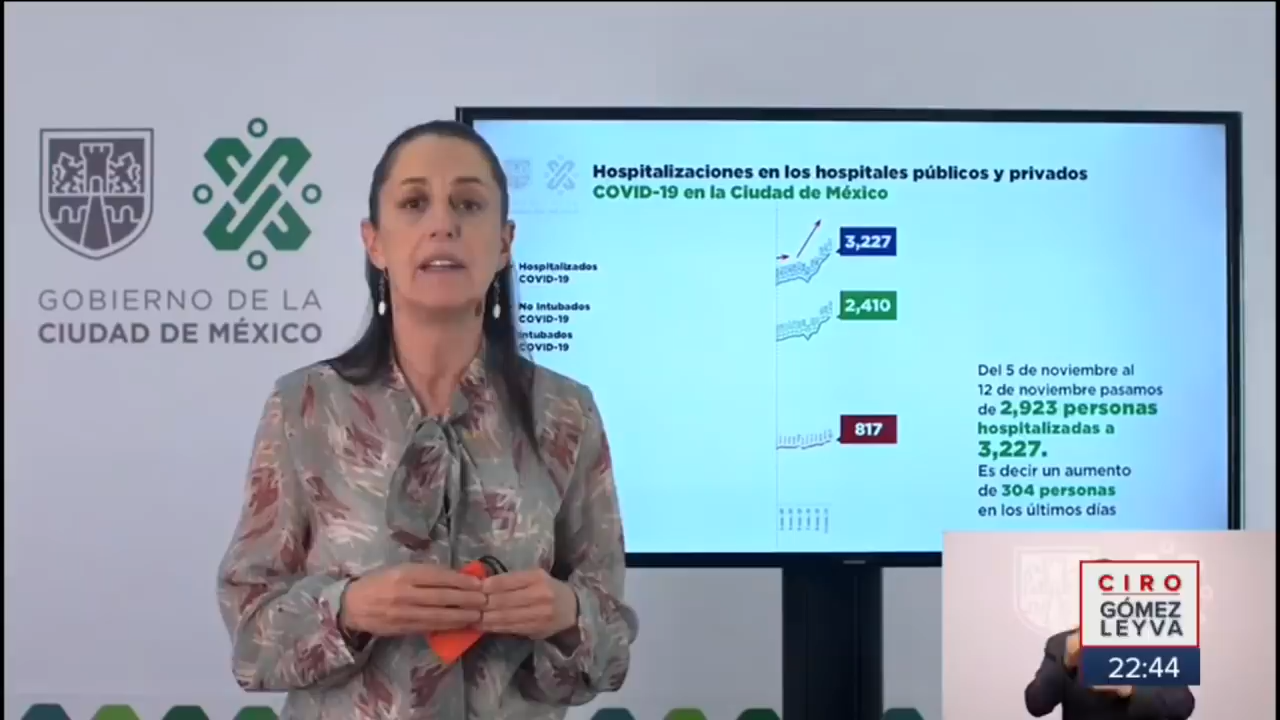 GOBIERNO DE LA
CIUDAD DE MÉXICO
Hospitalizaciones en los hospitales públicos y privados
COVID-19 en la Ciudad de México
Hospitalizados
COVID-19
No Intubados
COVID-19
Intubados
COVID-19
3,227
2,410
817
Del 5 de noviembre al
12 de noviembre pasamos
de 2,923 personas
hospitalizadas a
3,227.
Es decir un aumento
de 304 personas
en los últimos días
CIRO
GÓMEZ
LEYVA
22:44